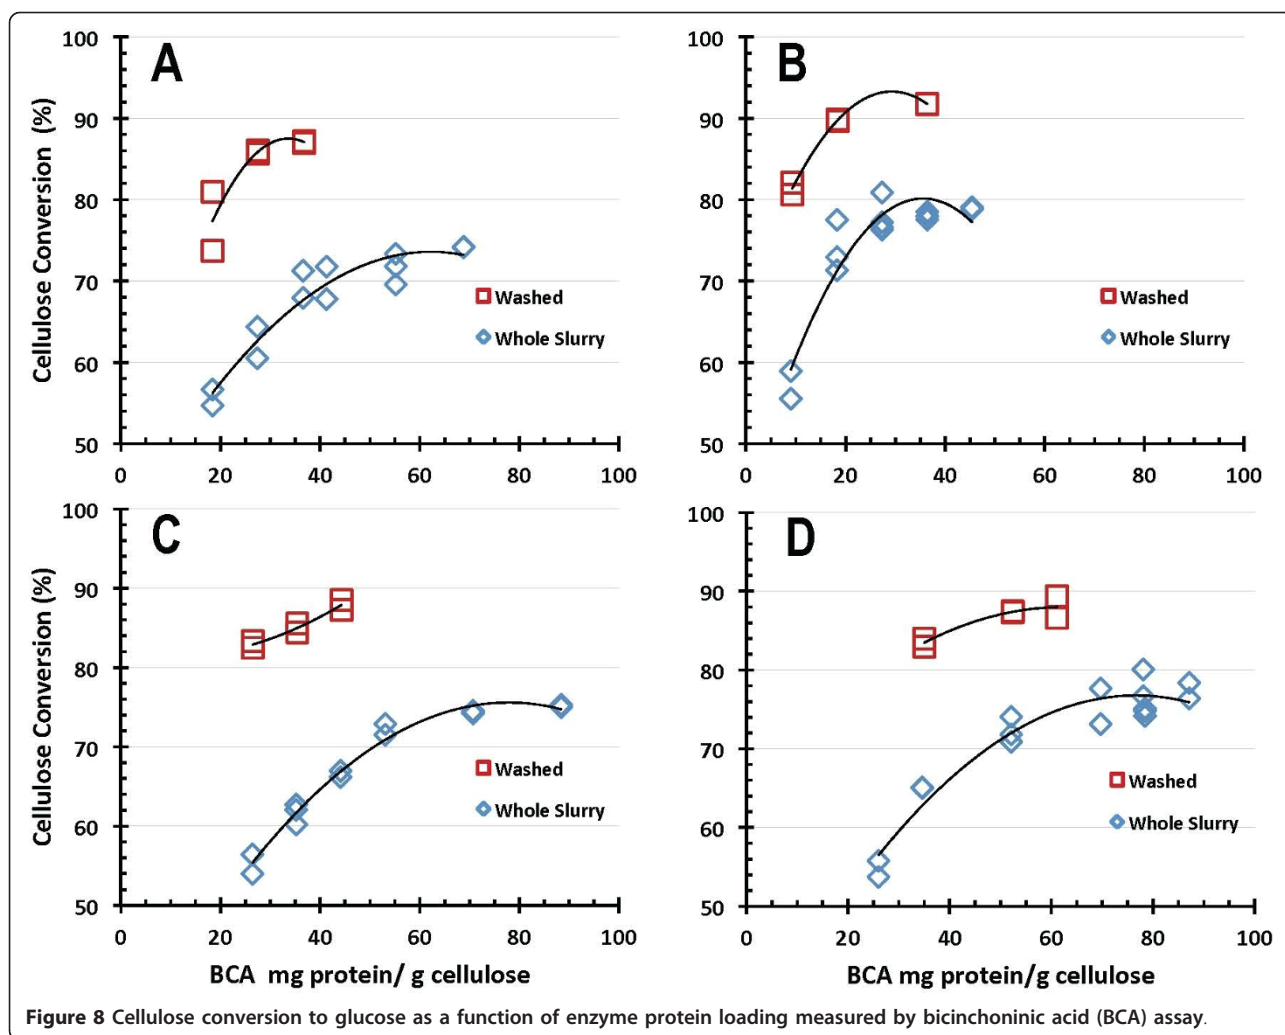 A
Cellulose Conversion (%)
100
90
80
70
60
50
Washed
Whole Slurry
0 20 40 60 80 100
B
100
90
80
70
60
50
Washed
Whole Slurry
0 20 40 60 80 100
C
Cellulose Conversion (%)
100
90
80
70
60
50
Washed
Whole Slurry
0 20 40 60 80 100
BCA mg protein/ g cellulose
D
100
90
80
70
60
50
Washed
Whole Slurry
0 20 40 60 80 100
BCA mg protein/g cellulose
Figure 8 Cellulose conversion to glucose as a function of enzyme protein loading measured by bicinchoninic acid (BCA) assay.